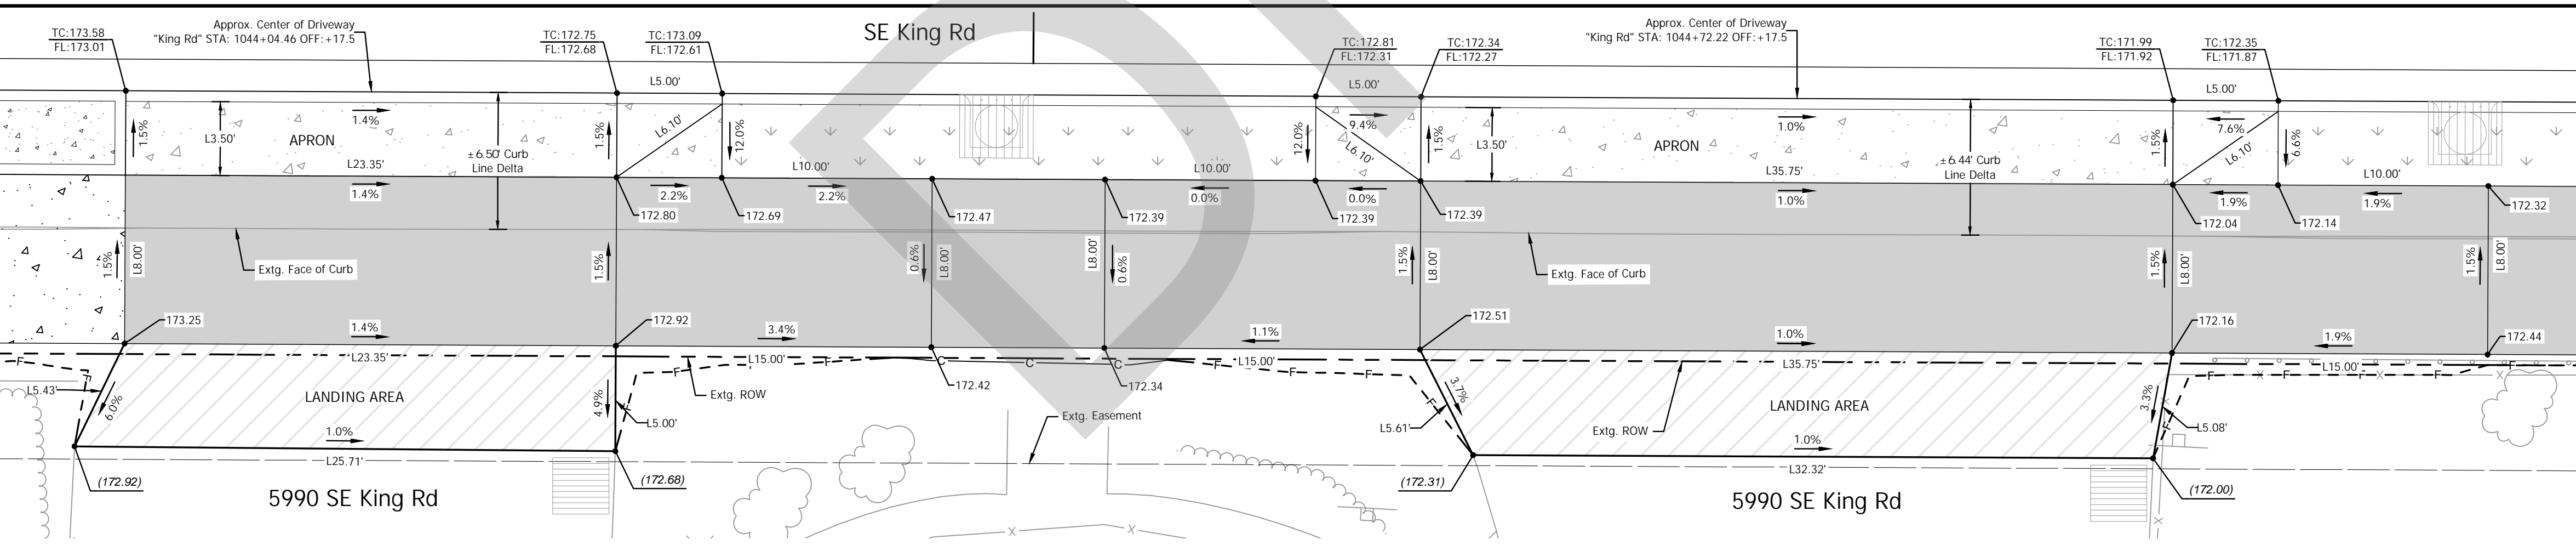 SE King Rd
Approx. Center of Driveway
"King Rd" STA: 1044+04.46 OFF:+17.5
Approx. Center of Driveway
"King Rd" STA: 1044+72.22 OFF:+17.5
TC:173.58
FL:173.01
TC:172.75
FL:172.68
TC:173.09
FL:172.61
TC:172.81
FL:172.31
TC:172.34
FL:172.27
TC:171.99
FL:171.92
TC:172.35
FL:171.87
L5.00'
L5.00'
L5.00'
1.5%
L3.50'
1.4%
APRON
L23.35'
1.4%
±6.50' Curb
Line Delta
1.5%
L6.10'
12.0%
L10.00'
L10.00'
12.0%
9.4%
L6.10'
1.5%
L3.50'
APRON
1.0%
L35.75'
1.0%
±6.44' Curb
Line Delta
1.5%
7.6%
L6.10'
6.6%
L10.00'
172.80
2.2%
172.69
2.2%
172.47
172.39
0.0%
172.39
0.0%
172.39
172.04
1.9%
172.14
1.9%
172.32
1.5%
L8.00'
Extg. Face of Curb
1.5%
0.6%
L8.00'
L8.00'
0.6%
1.5%
L8.00'
Extg. Face of Curb
1.5%
L8.00'
1.5%
L8.00'
173.25
1.4%
172.92
3.4%
1.1%
172.51
1.0%
172.16
1.9%
172.44
L23.35'
L15.00'
L15.00'
L35.75'
L15.00'
F
F
F
F
C
C
C
F
F
F
F
F
F
F
F
F
F
F
X
X
X
L5.43'
6.0%
LANDING AREA
4.9%
L5.00'
Extg. ROW
172.42
172.34
Extg. Easement
L5.61'
3.7%
LANDING AREA
Extg. ROW
3.3%
L5.08'
1.0%
L25.71'
1.0%
L32.32'
(172.92)
(172.68)
(172.31)
(172.00)
5990 SE King Rd
5990 SE King Rd
X
X
X